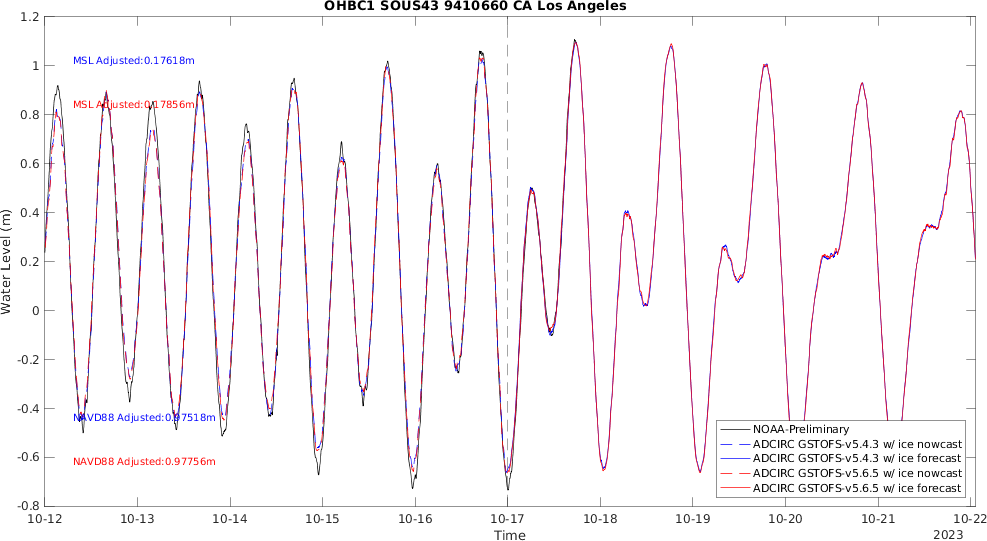 OHBC1 SOUS43 9410660 CA Los Angeles
1.2
1
0.8
0.6
0.4
0.2
0
-0.2
-0.4
-0.6
-0.8
Water Level (m)
MSL Adjusted:0.17618m
MSL Adjusted:0.17856m
NAVD88 Adjusted:0.97518m
NAVD88 Adjusted:0.97756m
NOAA-Preliminary
ADCIRC GSTOFS-v5.4.3 w/ ice nowcast
ADCIRC GSTOFS-v5.4.3 w/ ice forecast
ADCIRC GSTOFS-v5.6.5 w/ ice nowcast
ADCIRC GSTOFS-v5.6.5 w/ ice forecast
10-12 10-13 10-14 10-15 10-16 10-17 10-18 10-19 10-20 10-21 10-22
Time
2023